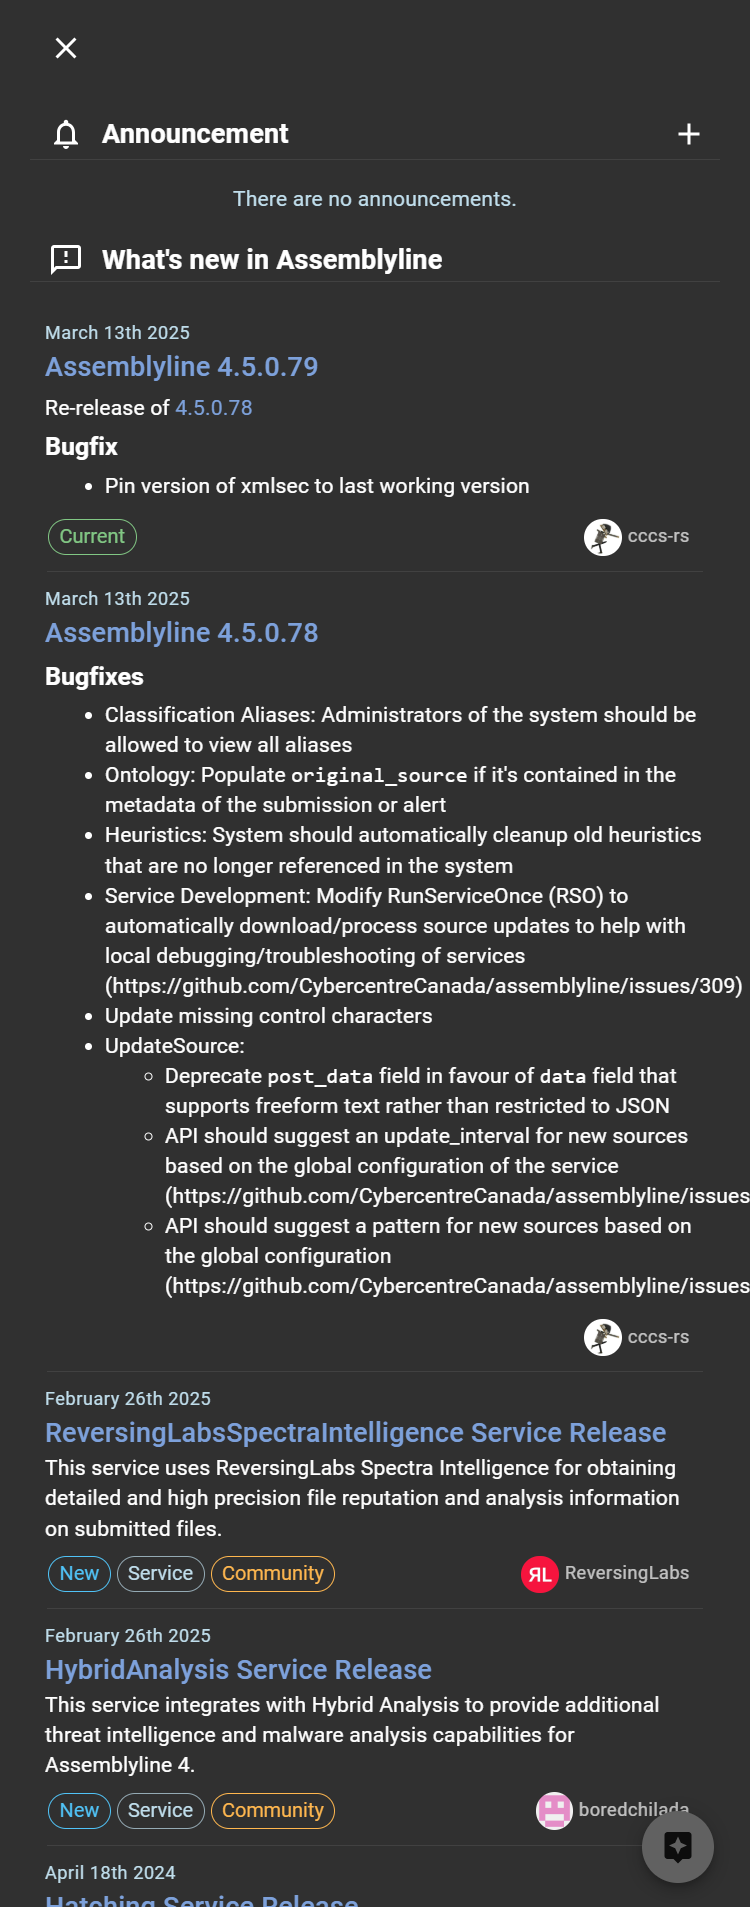 Announcement
There are no announcements.
What's new in Assemblyline
March 13th 2025
Assemblyline 4.5.0.79
Re-release of 4.5.0.78
Bugfix
• Pin version of xmlsec to last working version
Current
cccs-rs
March 13th 2025
Assemblyline 4.5.0.78
Bugfixes
• Classification Aliases: Administrators of the system should be
allowed to view all aliases
• Ontology: Populate original_source if it's contained in the
metadata of the submission or alert
• Heuristics: System should automatically cleanup old heuristics
that are no longer referenced in the system
• Service Development: Modify RunServiceOnce (RSO) to
automatically download/process source updates to help with
local debugging/troubleshooting of services
(https://github.com/CybercentreCanada/assemblyline/issues/309)
• Update missing control characters
• UpdateSource:
◦ Deprecate post_data field in favour of data field that
supports freeform text rather than restricted to JSON
◦ API should suggest an update_interval for new sources
based on the global configuration of the service
(https://github.com/CybercentreCanada/assemblyline/issues
◦ API should suggest a pattern for new sources based on
the global configuration
(https://github.com/CybercentreCanada/assemblyline/issues
cccs-rs
February 26th 2025
ReversingLabsSpectraIntelligence Service Release
This service uses ReversingLabs Spectra Intelligence for obtaining
detailed and high precision file reputation and analysis information
on submitted files.
New Service Community
RL ReversingLabs
February 26th 2025
HybridAnalysis Service Release
This service integrates with Hybrid Analysis to provide additional
threat intelligence and malware analysis capabilities for
Assemblyline 4.
New Service Community
boredchilada
April 18th 2024
Hatching Service Release